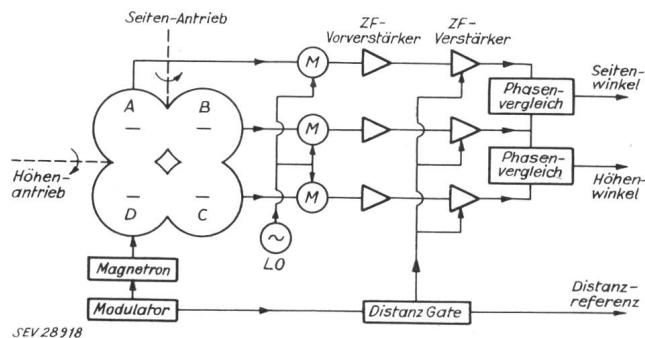 Seiten-Antrieb
ZF-
Vorverstärker
ZF-
Verstärker
A
B
M
Phasen-
vergleich
Seiten-
winkel
M
Höhen-
antrieb
Phasen-
vergleich
Höhen-
winkel
D
C
M
~
LO
Magnetron
Modulator
Distanz Gate
Distanz-
referenz
SEV 28918